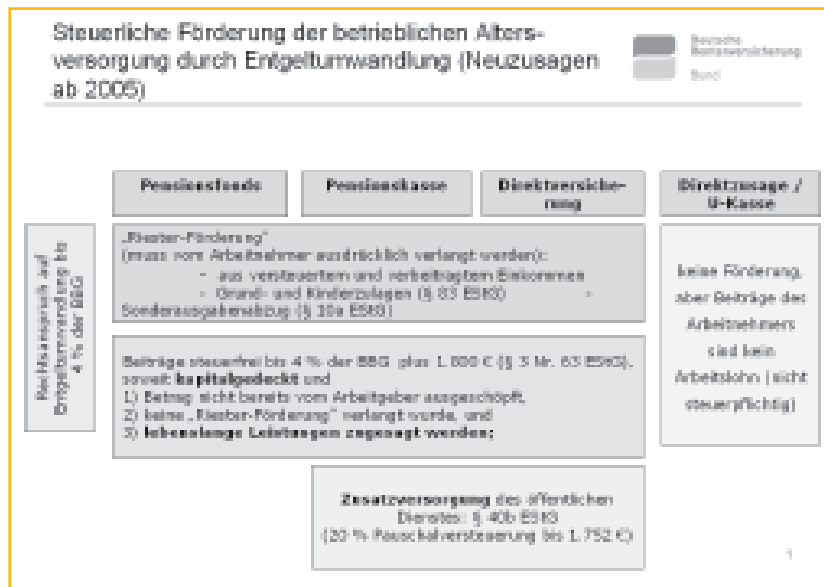 Steuerliche Förderung der betrieblichen Alters-
versorgung durch Entgeltumwandlung (Neuzusagen
ab 2005)
Deutsche
Rentenversicherung
Bund
Pensionsfonds
Pensionskasse
Direktversiche-
rung
Direktzusage /
U-Kasse
Rechtsanspruch auf
Entgeltumwandlung bis
4 % der BBG
„Riester-Förderung"
(muss vom Arbeitnehmer ausdrücklich verlangt werden):
- aus versteuertem und verbeitragtem Einkommen
- Grund- und Kinderzulagen (§ 83 EStG) -
Sonderausgabenabzug (§ 10a EStG)
keine Förderung,
aber Beiträge des
Arbeitnehmers
sind kein
Arbeitslohn (nicht
steuerpflichtig)
Beiträge steuerfrei bis 4 % der BBG plus 1.800 € (§ 3 Nr. 63 EStG),
soweit kapitalgedeckt und
1) Betrag nicht bereits vom Arbeitgeber ausgeschöpft,
2) keine „Riester-Förderung" verlangt wurde, und
3) lebenslange Leistungen zugesagt werden;
Zusatzversorgung des öffentlichen
Dienstes: § 40b EStG
(20 % Pauschalversteuerung bis 1.752 €)
1